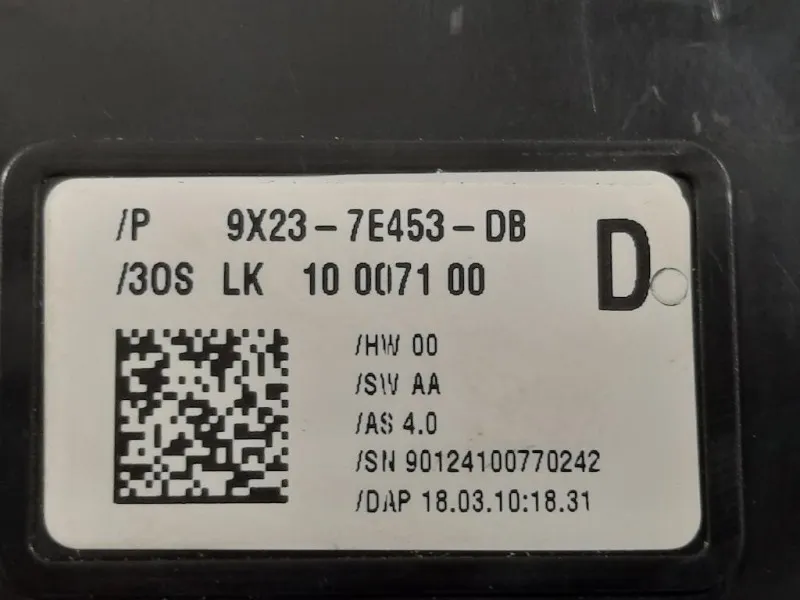 /P 9X23-7E453-DB
D
/30S LK 10 0071 00
/HW 00
/SW AA
/AS 4.0
/SN 90124100770242
/DAP 18.03.10:18.31